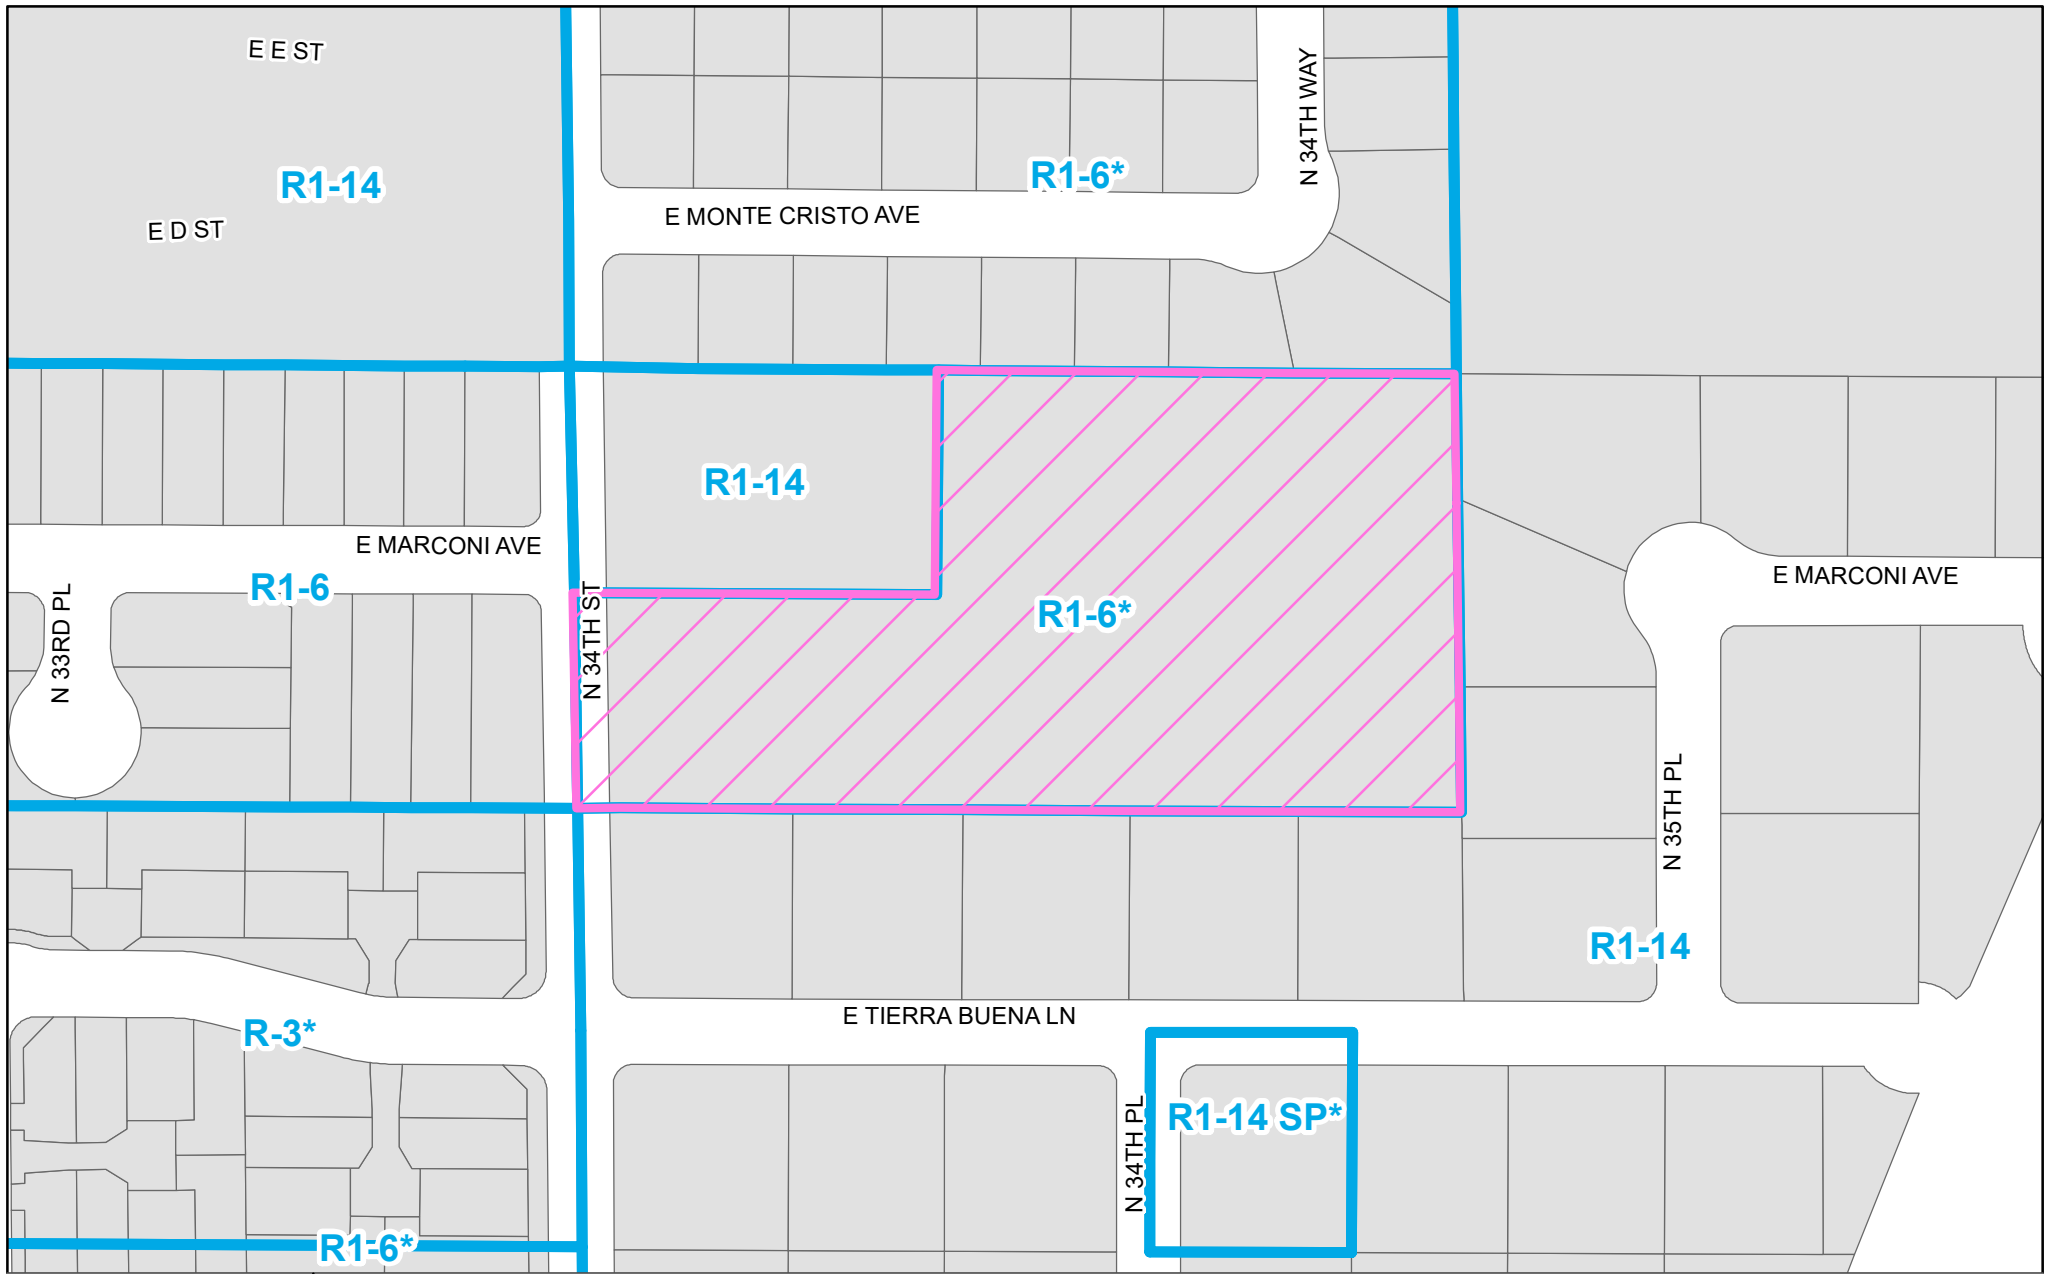 E E ST
N 34TH WAY
R1-6*
R1-14
E MONTE CRISTO AVE
E D ST
R1-14
E MARCONI AVE
E MARCONI AVE
R1-6
R1-6*
N 33RD PL
N 34TH ST
N 35TH PL
R1-14
E TIERRA BUENA LN
R-3*
R1-14 SP*
N 34TH PL
R1-6*